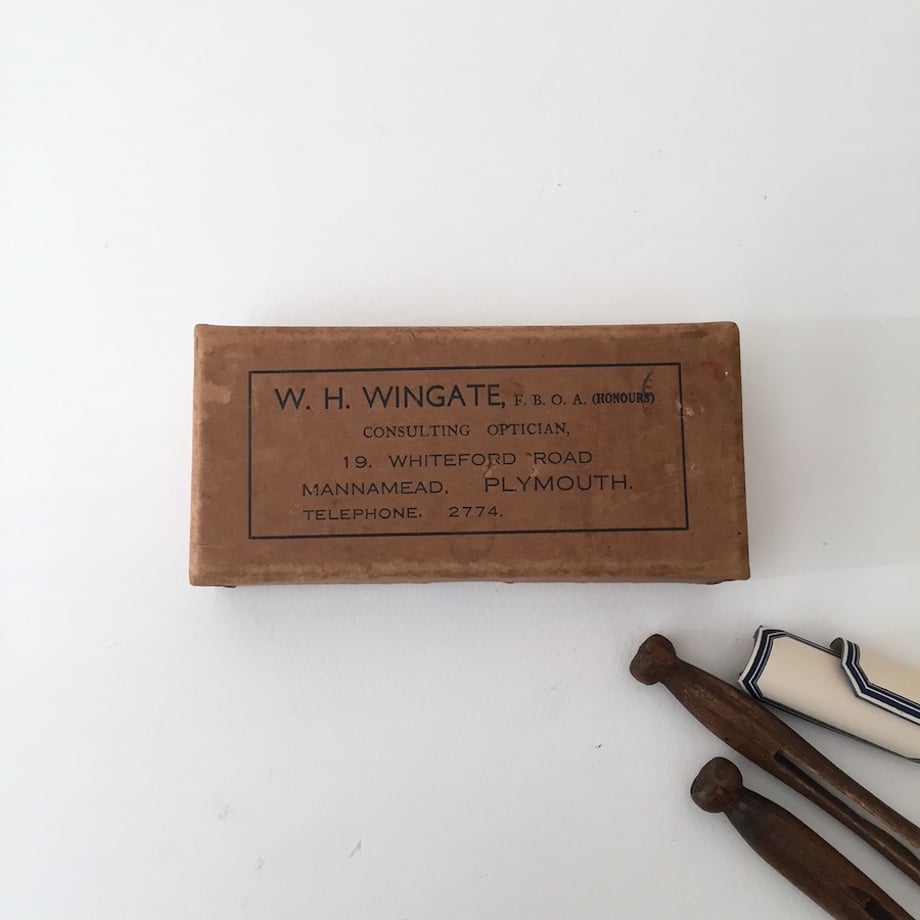 W. H. WINGATE, F. B. O. A. (HONOURS)
CONSULTING OPTICIAN,
19. WHITEFORD ROAD
MANNAMEAD, PLYMOUTH.
TELEPHONE. 2774.